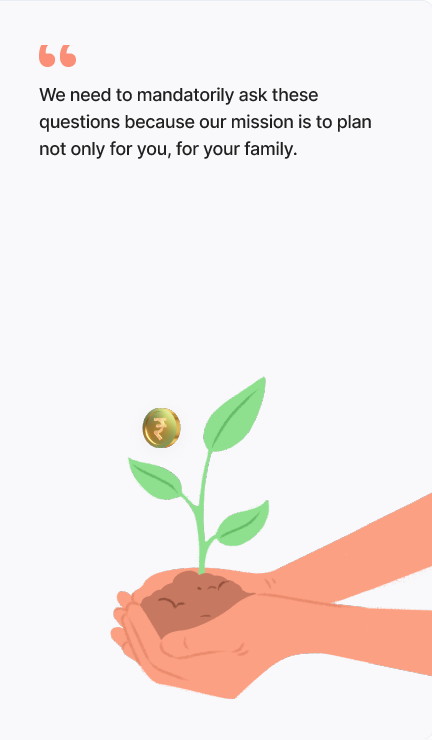 We need to mandatorily ask these
questions because our mission is to plan
not only for you, for your family.
₹